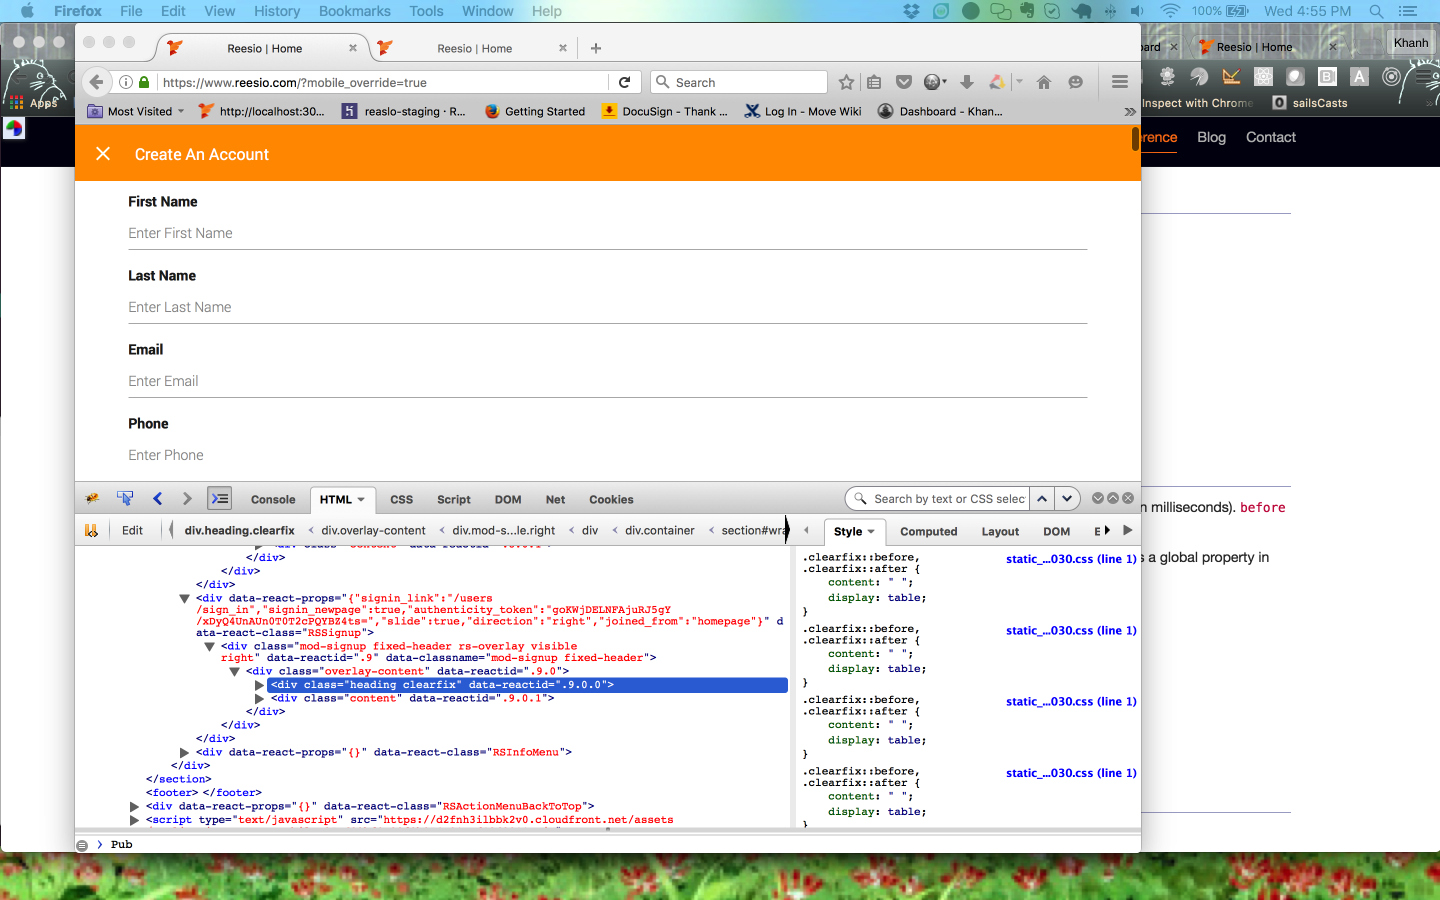 Firefox File Edit View History Bookmarks Tools Window Help 100% Wed 4:55 PM
Reesio | Home × Reesio | Home × +
https://www.reesio.com/?mobile_override=true Search
Most Visited http://localhost:30... reaslo-staging · R... Getting Started DocuSign - Thank ... Log In - Move Wiki Dashboard - Khan... »
Apps
oard × Reesio | Home × Khanh
Inspect with Chrome sailsCasts
rence Blog Contact
× Create An Account
First Name
Enter First Name
Last Name
Enter Last Name
Email
Enter Email
Phone
Enter Phone
n milliseconds). before
s a global property in
Console HTML CSS Script DOM Net Cookies Search by text or CSS selec
Edit div.heading.clearfix < div.overlay-content < div.mod-s...le.right < div < div.container < section#wra
Style Computed Layout DOM E
</div>
</div>
</div>
<div data-react-props="{"signin_link":"/users
/sign_in","signin_newpage":true,"authenticity_token":"goKWjDELNFAjuRJ5gY
/xDyQ4UnAUn0T0T2cPQYBZ4ts=","slide":true,"direction":"right","joined_from":"homepage"}" d
ata-react-class="RSSignup">
<div class="mod-signup fixed-header rs-overlay visible
right" data-reactid=".9" data-classname="mod-signup fixed-header">
<div class="overlay-content" data-reactid=".9.0">
<div class="heading clearfix" data-reactid=".9.0.0">
<div class="content" data-reactid=".9.0.1">
</div>
</div>
</div>
<div data-react-props="{}" data-react-class="RSInfoMenu">
</div>
</section>
<footer> </footer>
<div data-react-props="{}" data-react-class="RSActionMenuBackToTop">
<script type="text/javascript" src="https://d2fnh3ilbbk2v0.cloudfront.net/assets
.clearfix::before, static_...030.css (line 1)
.clearfix::after {
content: " ";
display: table;
}
.clearfix::before, static_...030.css (line 1)
.clearfix::after {
content: " ";
display: table;
}
.clearfix::before, static_...030.css (line 1)
.clearfix::after {
content: " ";
display: table;
}
.clearfix::before, static_...030.css (line 1)
.clearfix::after {
content: " ";
display: table;
}
> Pub